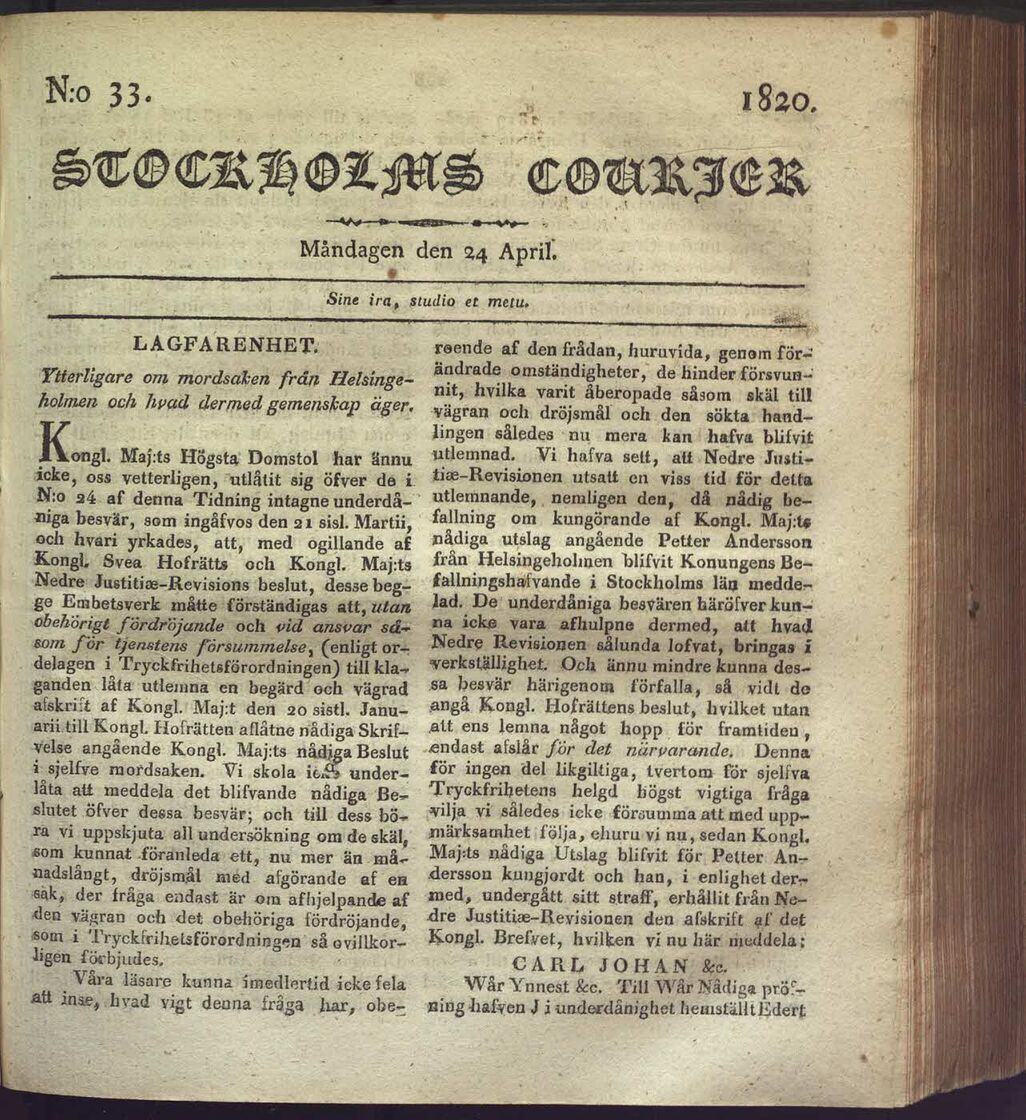 N:o 33.
1820.
STOCKHOLMS COURIER
Måndagen den 24 April.
Sine ira, studio et metu.
LAGFARENHET.
Ytterligare om mordsaken från Helsinge-
holmen och hvad dermed gemenskap äger.
Kongl. Maj:ts Högsta Domstol har ännu
icke, oss vetterligen, utlåtit sig öfver de i
N:o 24 af denna Tidning intagne underdå-
niga besvär, som ingåfvos den 21 sisl. Martii,
och hvari yrkades, att, med ogillande af
Kongl. Svea Hofrätts och Kongl. Maj:ts
Nedre Justitiæ-Revisions beslut, desse beg-
ge Embetsverk måtte förständigas att, utan
obehörigt fördröjande och vid ansvar så-
som för tjenstens försummelse, (enligt or-
delagen i Tryckfrihetsförordningen) till kla-
ganden låta utlemna en begärd och vägrad
afskrift af Kongl. Maj:t den 20 sistl. Janu-
arii till Kongl. Hofrätten aflåtne nådiga Skrif-
velse angående Kongl. Maj:ts nådiga Beslut
i sjelfve mordsaken. Vi skola icke under-
låta att meddela det blifvande nådiga Be-
slutet öfver dessa besvär; och till dess bö-
ra vi uppskjuta all undersökning om de skäl,
som kunnat föranleda ett, nu mer än må-
nadslångt, dröjsmål med afgörande af en
sak, der fråga endast är om afhjelpande af
den vägran och det obehöriga fördröjande,
som i Tryckfrihetsförordningen så ovillkor-
ligen förbjudes.
Våra läsare kunna imedlertid icke fela
att inse, hvad vigt denna fråga har, obe-
roende af den frådan, huruvida, genom för-
ändrade omständigheter, de hinder försvun-
nit, hvilka varit åberopade såsom skäl till
vägran och dröjsmål och den sökta hand-
lingen således nu mera kan hafva blifvit
utlemnad. Vi hafva sett, att Nedre Justi-
tiæ-Revisionen utsatt en viss tid för detta
utlemnande, nemligen den, då nådig be-
fallning om kungörande af Kongl. Maj:ts
nådiga utslag angående Petter Andersson
från Helsingeholmen blifvit Konungens Be-
fallningshafvande i Stockholms län medde-
lad. De underdåniga besvären häröfver kun-
na icke vara afhulpne dermed, att hvad
Nedre Revisionen sålunda lofvat, bringas i
verkställighet. Och ännu mindre kunna des-
sa besvär härigenom förfalla, så vidt de
angå Kongl. Hofrättens beslut, hvilket utan
att ens lemna något hopp för framtiden,
endast afslår för det närvarande. Denna
för ingen del likgiltiga, tvertom för sjelfva
Tryckfrihetens helgd högst vigtiga fråga
vilja vi således icke försumma att med upp-
märksamhet följa, ehuru vi nu, sedan Kongl.
Maj:ts nådiga Utslag blifvit för Petter An-
dersson kungjordt och han, i enlighet der-
med, undergått sitt straff, erhållit från Ne-
dre Justitiæ-Revisionen den afskrift af det
Kongl. Brefvet, hvilken vi nu här meddela:
CARL JOHAN &c.
Wår Ynnest &c. Till Wår Nådiga pröf-
ning hafven J i underdånighet hemställt Edert